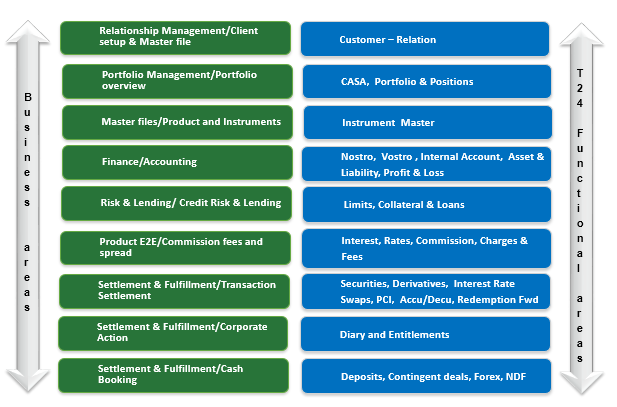 Business areas
Relationship Management/Client
setup & Master file
Customer – Relation
Portfolio Management/Portfolio
overview
CASA, Portfolio & Positions
Master files/Product and Instruments
Instrument Master
Finance/Accounting
Nostro, Vostro , Internal Account, Asset &
Liability, Profit & Loss
Risk & Lending/ Credit Risk & Lending
Limits, Collateral & Loans
Product E2E/Commission fees and
spread
Interest, Rates, Commission, Charges &
Fees
Settlement & Fulfillment/Transaction
Settlement
Securities, Derivatives, Interest Rate
Swaps, PCI, Accu/Decu, Redemption Fwd
Settlement & Fulfillment/Corporate
Action
Diary and Entitlements
Settlement & Fulfillment/Cash
Booking
Deposits, Contingent deals, Forex, NDF
T24 Functional areas